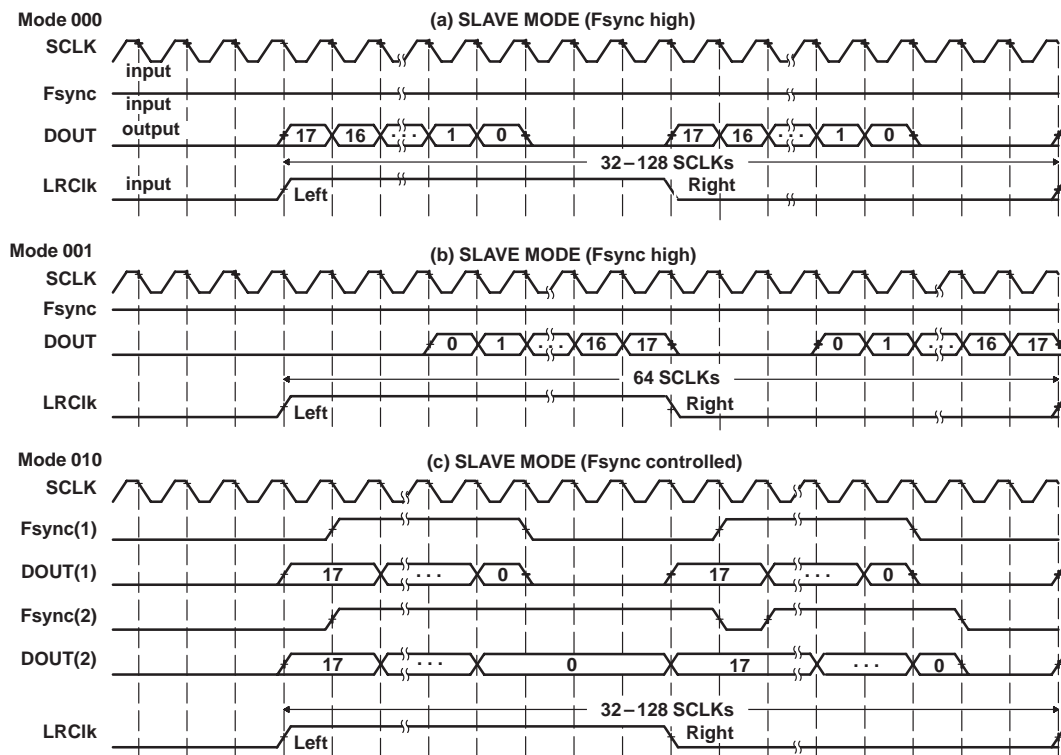 Mode 000
(a) SLAVE MODE (Fsync high)
SCLK
input
Fsync
input
output
DOUT
17 16 · · · 1 0 17 16 · · · 1 0
32–128 SCLKs
LRClk input
Left Right
Mode 001
(b) SLAVE MODE (Fsync high)
SCLK
Fsync
DOUT
0 1 · · · 16 17 0 1 · · · 16 17
64 SCLKs
LRClk
Left Right
Mode 010
(c) SLAVE MODE (Fsync controlled)
SCLK
Fsync(1)
DOUT(1) 17 · · · 0 17 · · · 0
Fsync(2)
DOUT(2) 17 · · · 0 17 · · · 0
32–128 SCLKs
LRClk
Left Right